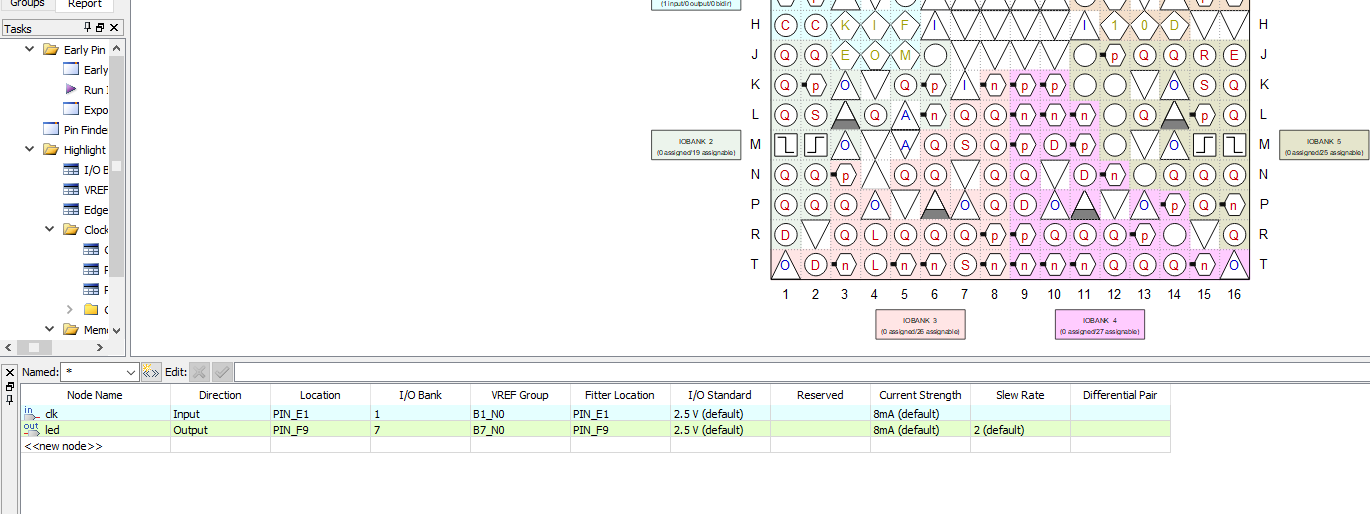 Groups Report
(1 input/0 output/0 bidir)
Tasks
Early Pin
Early
Run
Expo
Pin Finde
Highlight
I/O B
VREF
Edge
Clock
C
P
P
C
Memo
H C C K I F I I 1 0 D H
J Q Q E O M p Q Q R E J
K Q p O Q p I n p p O S Q K
L Q S Q A n Q Q n n n Q p Q L
M O A Q S Q p D p O M
N Q Q p Q Q Q Q D n Q Q Q N
P Q Q Q O O Q D O O p Q n P
R D Q L Q Q Q p p Q Q Q p Q R
T O D n L n n S n n n n Q Q Q n O T
1 2 3 4 5 6 7 8 9 10 11 12 13 14 15 16
IOBANK 2
(0 assigned/19 assignable)
IOBANK 5
(0 assigned/25 assignable)
IOBANK 3
(0 assigned/26 assignable)
IOBANK 4
(0 assigned/27 assignable)
Named: * <<>> Edit:
Node Name Direction Location I/O Bank VREF Group Fitter Location I/O Standard Reserved Current Strength Slew Rate Differential Pair
in clk Input PIN_E1 1 B1_N0 PIN_E1 2.5 V (default) 8mA (default)
out led Output PIN_F9 7 B7_N0 PIN_F9 2.5 V (default) 8mA (default) 2 (default)
<<new node>>